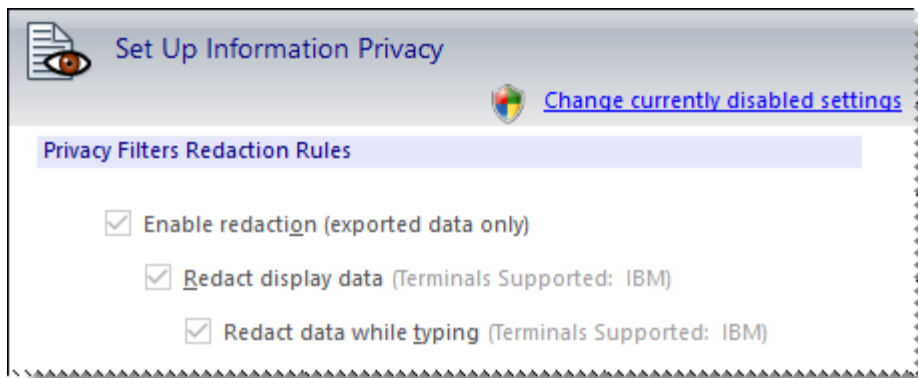 Set Up Information Privacy
Change currently disabled settings
Privacy Filters Redaction Rules
Enable redaction (exported data only)
Redact display data (Terminals Supported: IBM)
Redact data while typing (Terminals Supported: IBM)